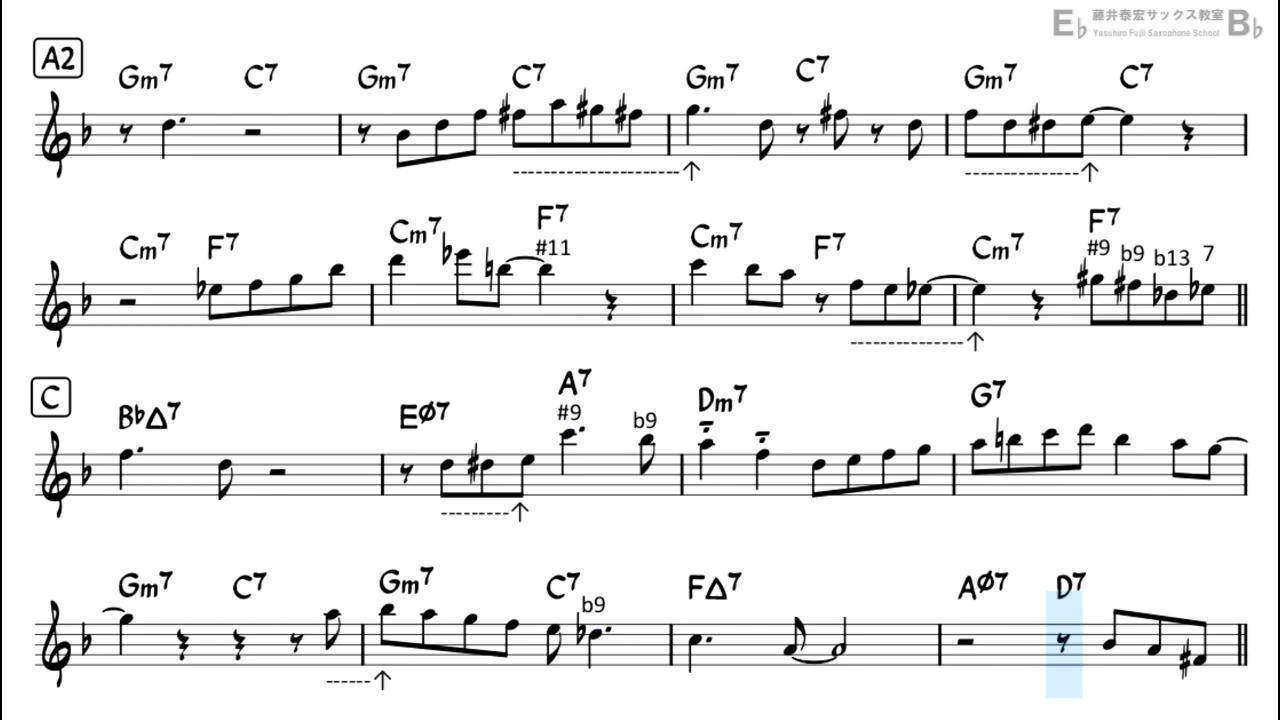 E♭ 藤井泰宏サックス教室 B♭
Yasuhiro Fujii Saxophone School
A2
Gm7 C7 Gm7 C7 Gm7 C7 Gm7 C7
Cm7 F7 Cm7 F7 Cm7 F7 Cm7 F7
#11 #9 b9 b13 7
C
B♭△7 EØ7 A7 Dm7 G7
#9 b9
Gm7 C7 Gm7 C7 F△7 AØ7 D7
b9